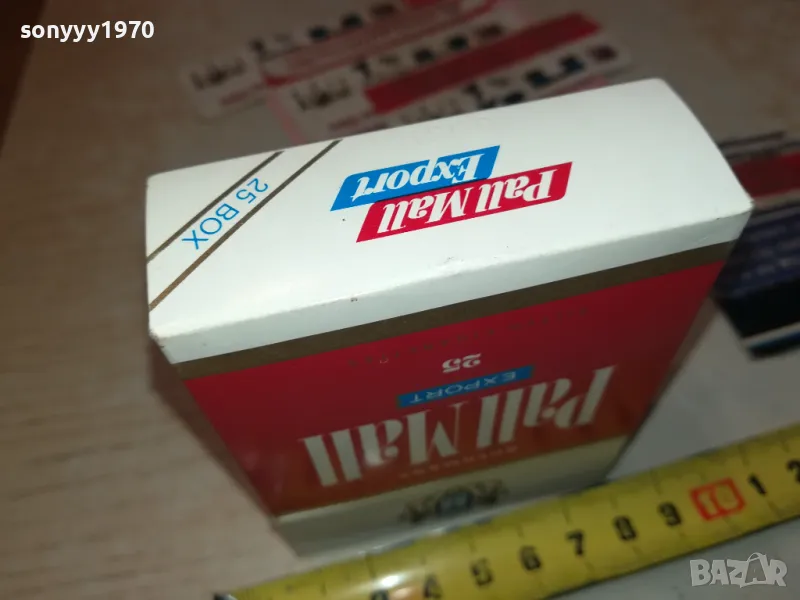 sonyyy1970
25 BOX
Pall Mall
Export
25
EXPORT
Pall Mall
4 5 6 7 8 9 10 1 2
BAZAR